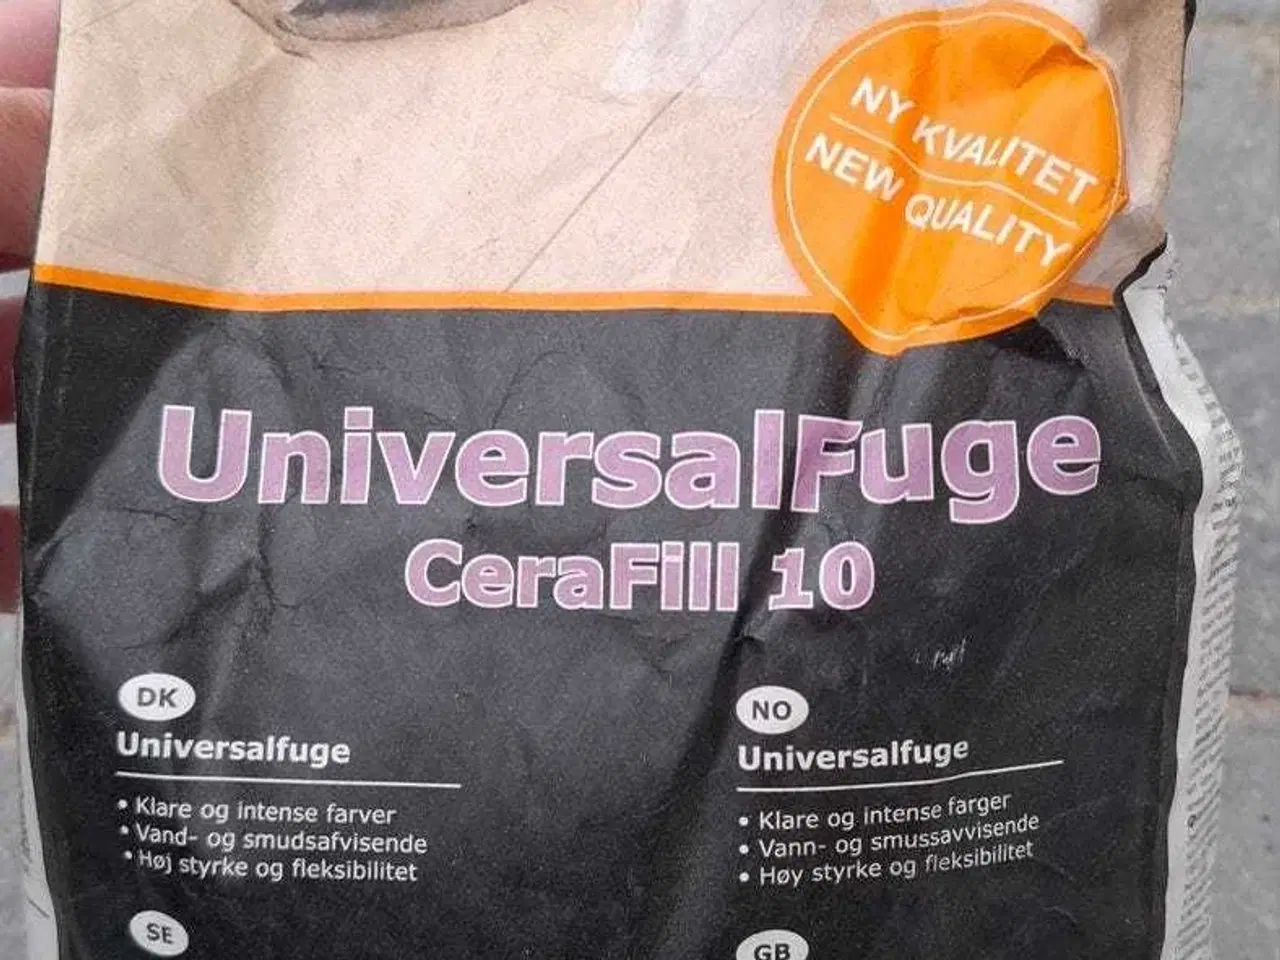 NY KVALITET
NEW QUALITY
UniversalFuge
CeraFill 10
DK
Universalfuge
• Klare og intense farver
• Vand- og smudsafvisende
• Høj styrke og fleksibilitet
NO
Universalfuge
• Klare og intense farger
• Vann- og smussavvisende
• Høy styrke og fleksibilitet
SE
GB